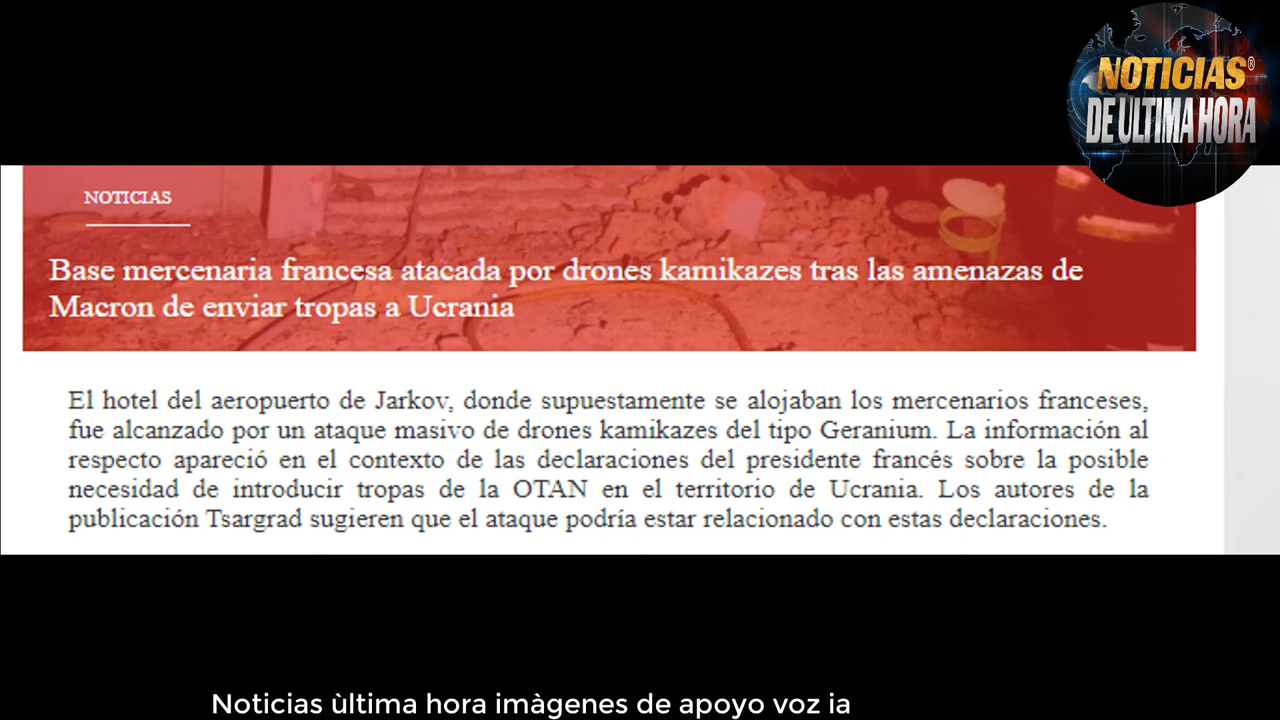 NOTICIAS®
DE ULTIMA HORA
NOTICIAS
Base mercenaria francesa atacada por drones kamikazes tras las amenazas de
Macron de enviar tropas a Ucrania
El hotel del aeropuerto de Jarkov, donde supuestamente se alojaban los mercenarios franceses,
fue alcanzado por un ataque masivo de drones kamikazes del tipo Geranium. La información al
respecto apareció en el contexto de las declaraciones del presidente francés sobre la posible
necesidad de introducir tropas de la OTAN en el territorio de Ucrania. Los autores de la
publicación Tsargrad sugieren que el ataque podría estar relacionado con estas declaraciones.
Noticias ùltima hora imàgenes de apoyo voz ia